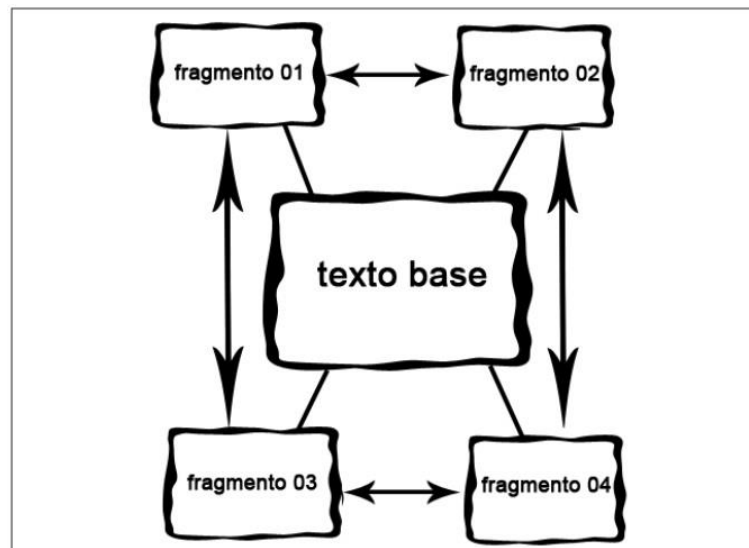 fragmento 01
fragmento 02
texto base
fragmento 03
fragmento 04